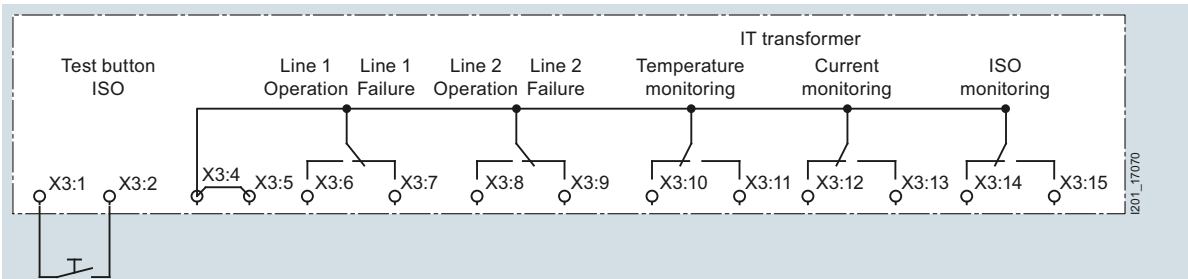 IT transformer
Test button Line 1 Line 1 Line 2 Line 2 Temperature Current ISO
ISO Operation Failure Operation Failure monitoring monitoring monitoring
X3:1 X3:2 X3:4 X3:5 X3:6 X3:7 X3:8 X3:9 X3:10 X3:11 X3:12 X3:13 X3:14 X3:15
I201_17070